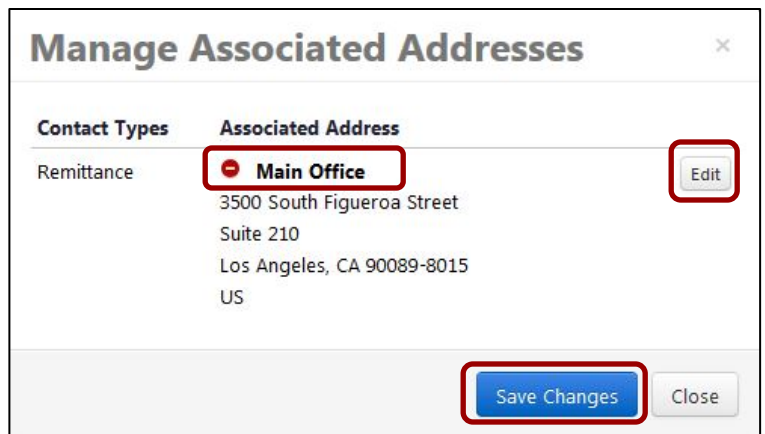 Manage Associated Addresses ×
Contact Types Associated Address
Remittance Main Office Edit
3500 South Figueroa Street
Suite 210
Los Angeles, CA 90089-8015
US
Save Changes Close